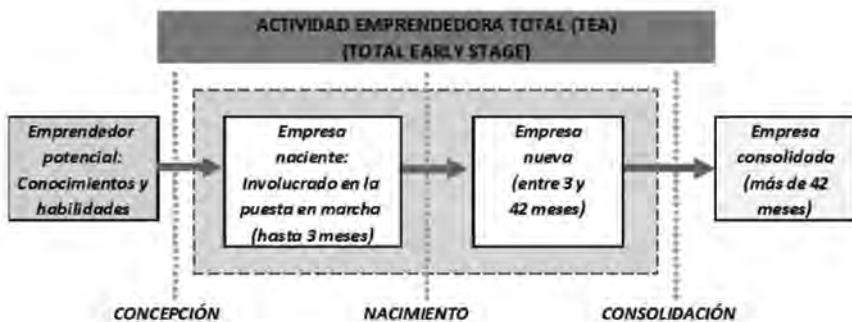 ACTIVIDAD EMPRENDEDORA TOTAL (TEA)
(TOTAL EARLY STAGE)
Emprendedor
potencial:
Conocimientos y
habilidades
Empresa
naciente:
Involucrado en la
puesta en marcha
(hasta 3 meses)
Empresa
nueva
(entre 3 y
42 meses)
Empresa
consolidada
(más de 42
meses)
CONCEPCIÓN
NACIMIENTO
CONSOLIDACIÓN